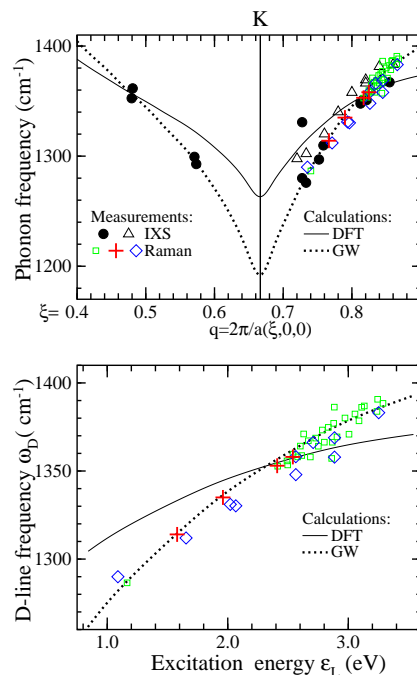 K
1400
1300
1200
Phonon frequency (cm⁻¹)
Measurements:
IXS
Raman
Calculations:
DFT
GW
ξ= 0.4 0.5 0.6 0.7 0.8
q=2π/a(ξ,0,0)
1400
1350
1300
D-line frequency ω_D( cm⁻¹)
Calculations:
DFT
GW
1.0 2.0 3.0
Excitation energy ε_L (eV)